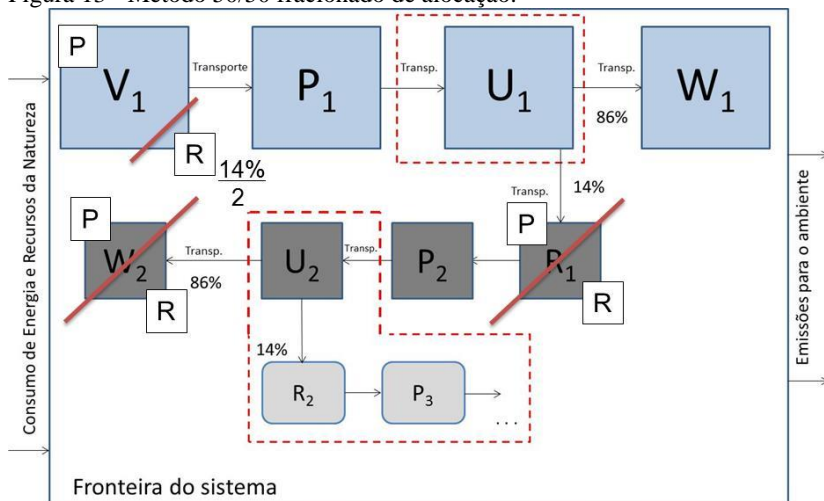 Figura 15 - Método 50/50 fracionado de alocação.
P
V1
Transporte
P1
Transp.
U1
Transp.
86%
W1
R
14%
2
Transp.
14%
P
W2
R
Transp.
86%
U2
Transp.
P2
P
R1
R
14%
R2
P3
...
Consumo de Energia e Recursos da Natureza
Emissões para o ambiente
Fronteira do sistema